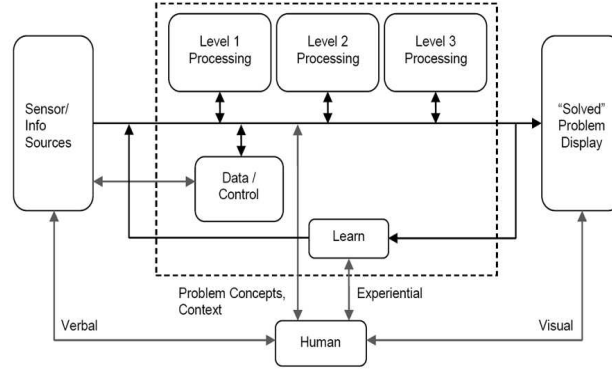 Level 1
Processing
Level 2
Processing
Level 3
Processing
Sensor/
Info
Sources
“Solved”
Problem
Display
Data /
Control
Learn
Problem Concepts,
Context
Experiential
Verbal
Human
Visual